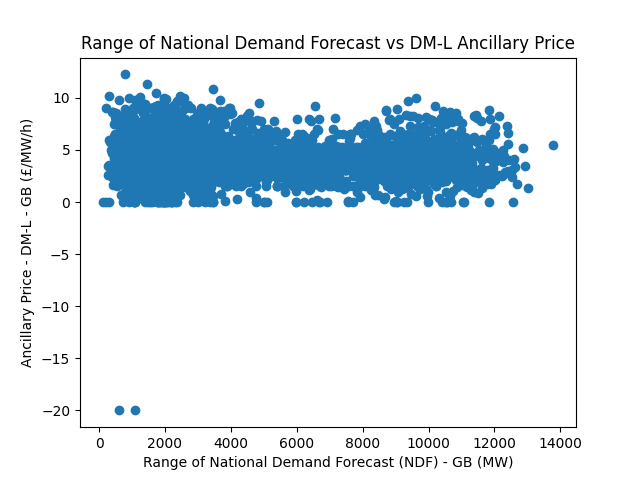 Range of National Demand Forecast vs DM-L Ancillary Price
10
5
0
−5
−10
−15
−20
Ancillary Price - DM-L - GB (£/MW/h)
0 2000 4000 6000 8000 10000 12000 14000
Range of National Demand Forecast (NDF) - GB (MW)